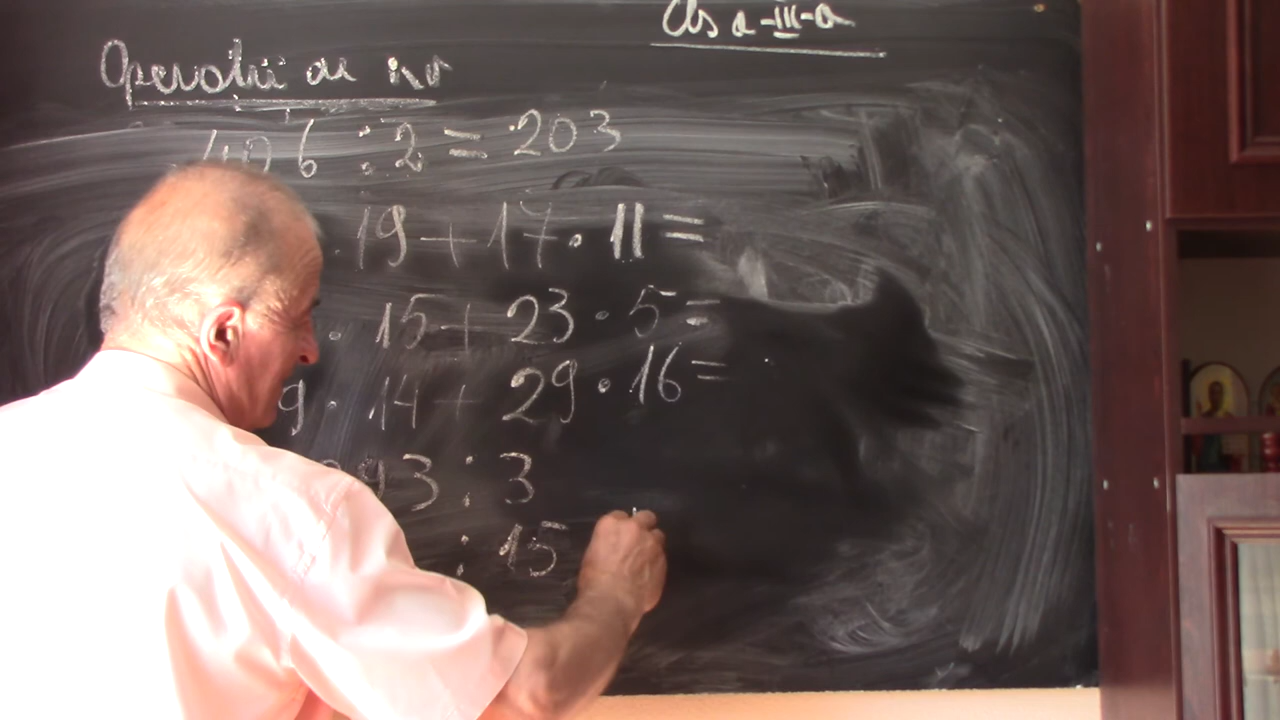 Cls a-III-a
Operatii cu nr
406 : 2 = 203
. 19 + 17 . 11 =
. 15 + 23 . 5 =
9 . 14 + 29 . 16 =
93 : 3
: 15